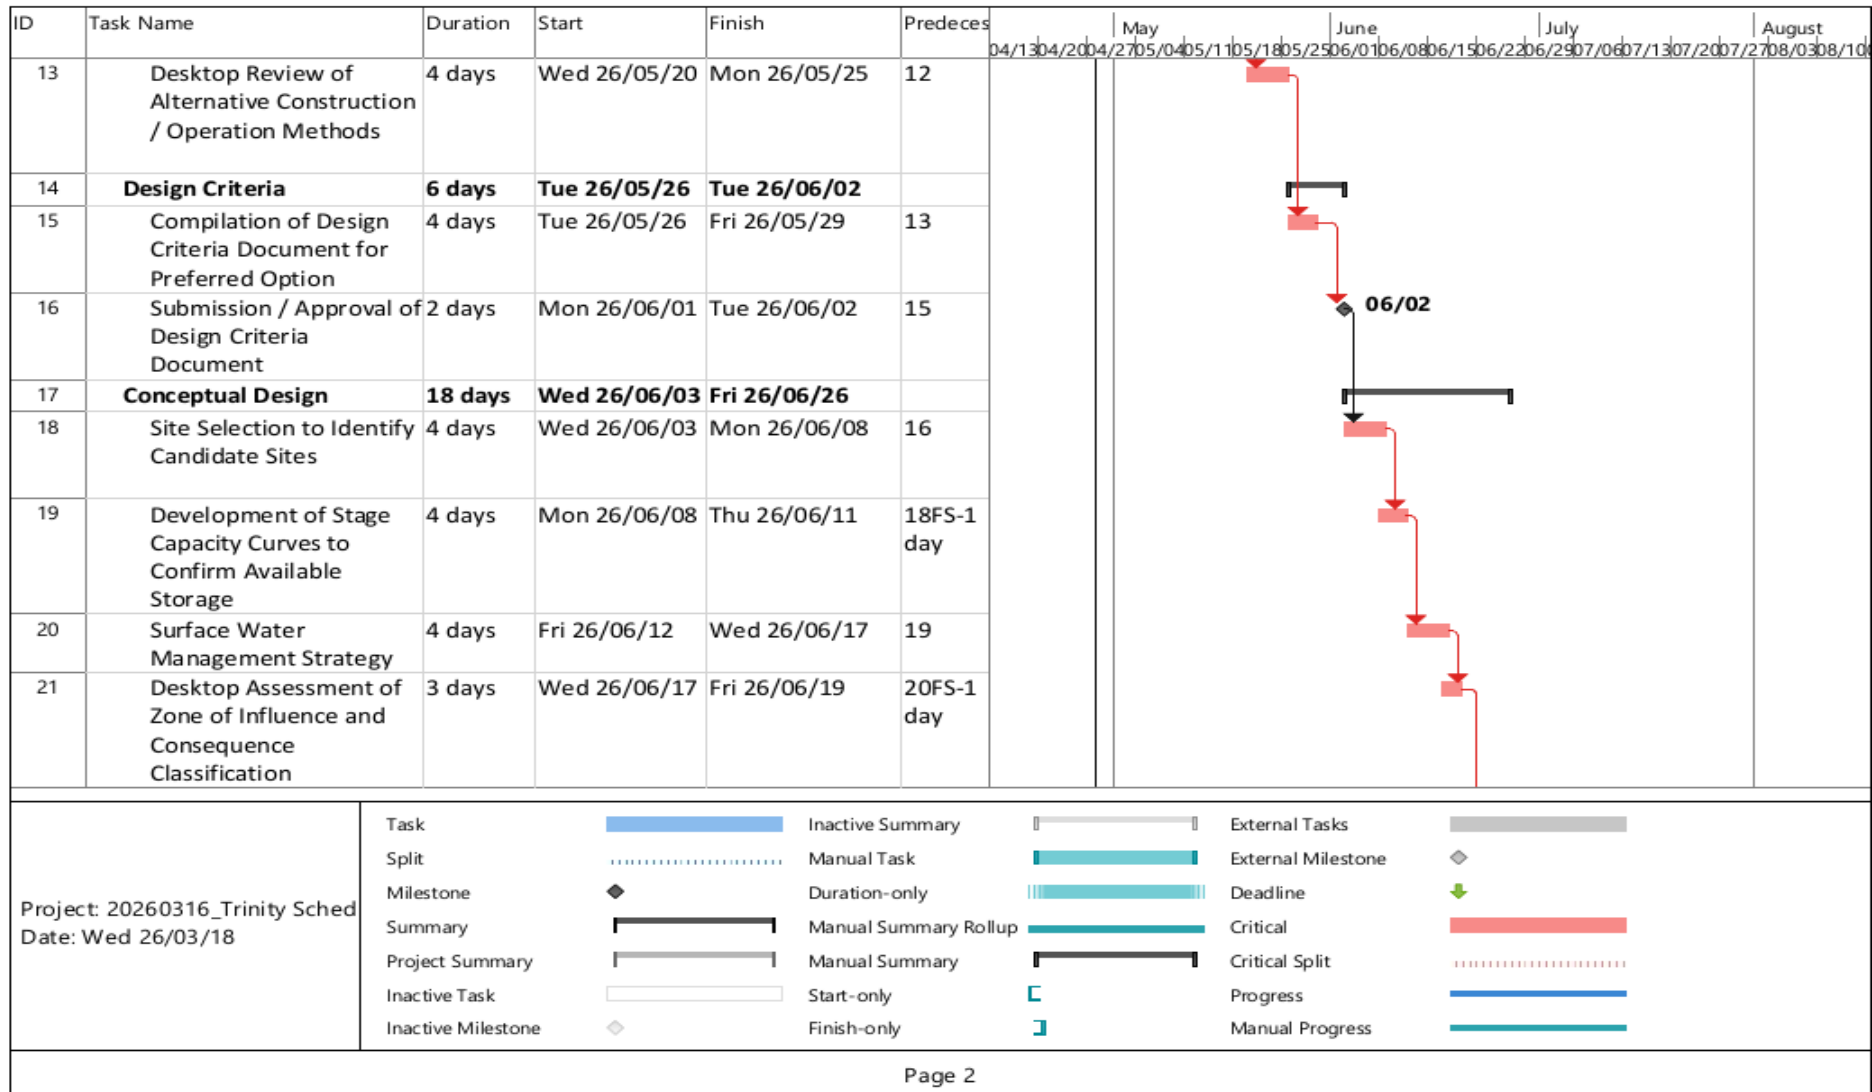 ID Task Name Duration Start Finish Predeces
May June July August
04/13 04/20 04/27 05/04 05/11 05/18 05/25 06/01 06/08 06/15 06/22 06/29 07/06 07/13 07/20 07/27 08/03 08/10
13 Desktop Review of 4 days Wed 26/05/20 Mon 26/05/25 12
Alternative Construction
/ Operation Methods
14 Design Criteria 6 days Tue 26/05/26 Tue 26/06/02
15 Compilation of Design 4 days Tue 26/05/26 Fri 26/05/29 13
Criteria Document for
Preferred Option
16 Submission / Approval of 2 days Mon 26/06/01 Tue 26/06/02 15 06/02
Design Criteria
Document
17 Conceptual Design 18 days Wed 26/06/03 Fri 26/06/26
18 Site Selection to Identify 4 days Wed 26/06/03 Mon 26/06/08 16
Candidate Sites
19 Development of Stage 4 days Mon 26/06/08 Thu 26/06/11 18FS-1
Capacity Curves to day
Confirm Available
Storage
20 Surface Water 4 days Fri 26/06/12 Wed 26/06/17 19
Management Strategy
21 Desktop Assessment of 3 days Wed 26/06/17 Fri 26/06/19 20FS-1
Zone of Influence and day
Consequence
Classification
Project: 20260316_Trinity Sched
Date: Wed 26/03/18
Task
Split
Milestone
Summary
Project Summary
Inactive Task
Inactive Milestone
Inactive Summary
Manual Task
Duration-only
Manual Summary Rollup
Manual Summary
Start-only
Finish-only
External Tasks
External Milestone
Deadline
Critical
Critical Split
Progress
Manual Progress
Page 2